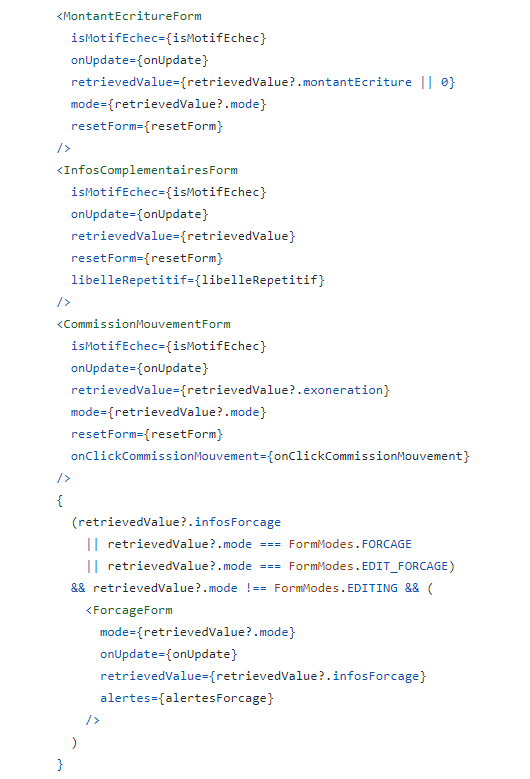 <MontantEcritureForm
isMotifEchec={isMotifEchec}
onUpdate={onUpdate}
retrievedValue={retrievedValue?.montantEcriture || 0}
mode={retrievedValue?.mode}
resetForm={resetForm}
/>
<InfosComplementairesForm
isMotifEchec={isMotifEchec}
onUpdate={onUpdate}
retrievedValue={retrievedValue}
resetForm={resetForm}
libelleRepetitif={libelleRepetitif}
/>
<CommissionMouvementForm
isMotifEchec={isMotifEchec}
onUpdate={onUpdate}
retrievedValue={retrievedValue?.exoneration}
mode={retrievedValue?.mode}
resetForm={resetForm}
onClickCommissionMouvement={onClickCommissionMouvement}
/>
{
(retrievedValue?.infosForcage
|| retrievedValue?.mode === FormModes.FORCAGE
|| retrievedValue?.mode === FormModes.EDIT_FORCAGE)
&& retrievedValue?.mode !== FormModes.EDITING && (
<ForcageForm
mode={retrievedValue?.mode}
onUpdate={onUpdate}
retrievedValue={retrievedValue?.infosForcage}
alertes={alertesForcage}
/>
)
}